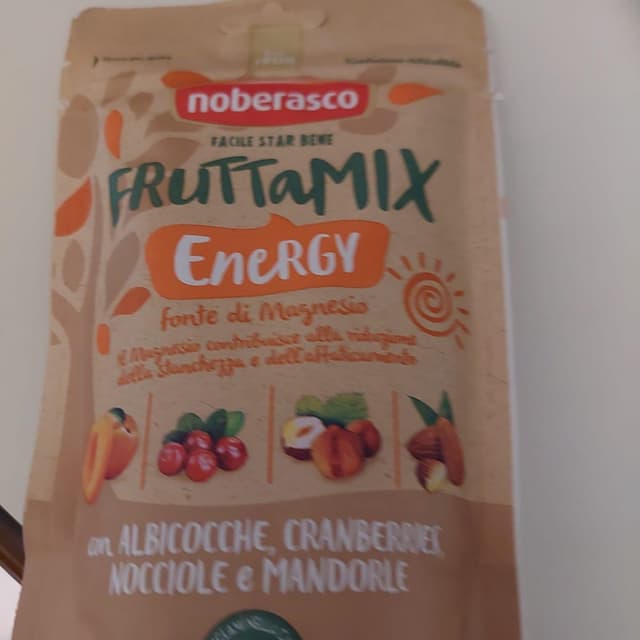 noberasco
FACILE STAR BENE
FRUTTaMIX
EneRGY
fonte di Magnesio
il Magnesio contribuisce alla riduzione
della Stanchezza e dell'affaticamento
con ALBICOCCHE, CRANBERRIES,
NOCCIOLE e MANDORLE